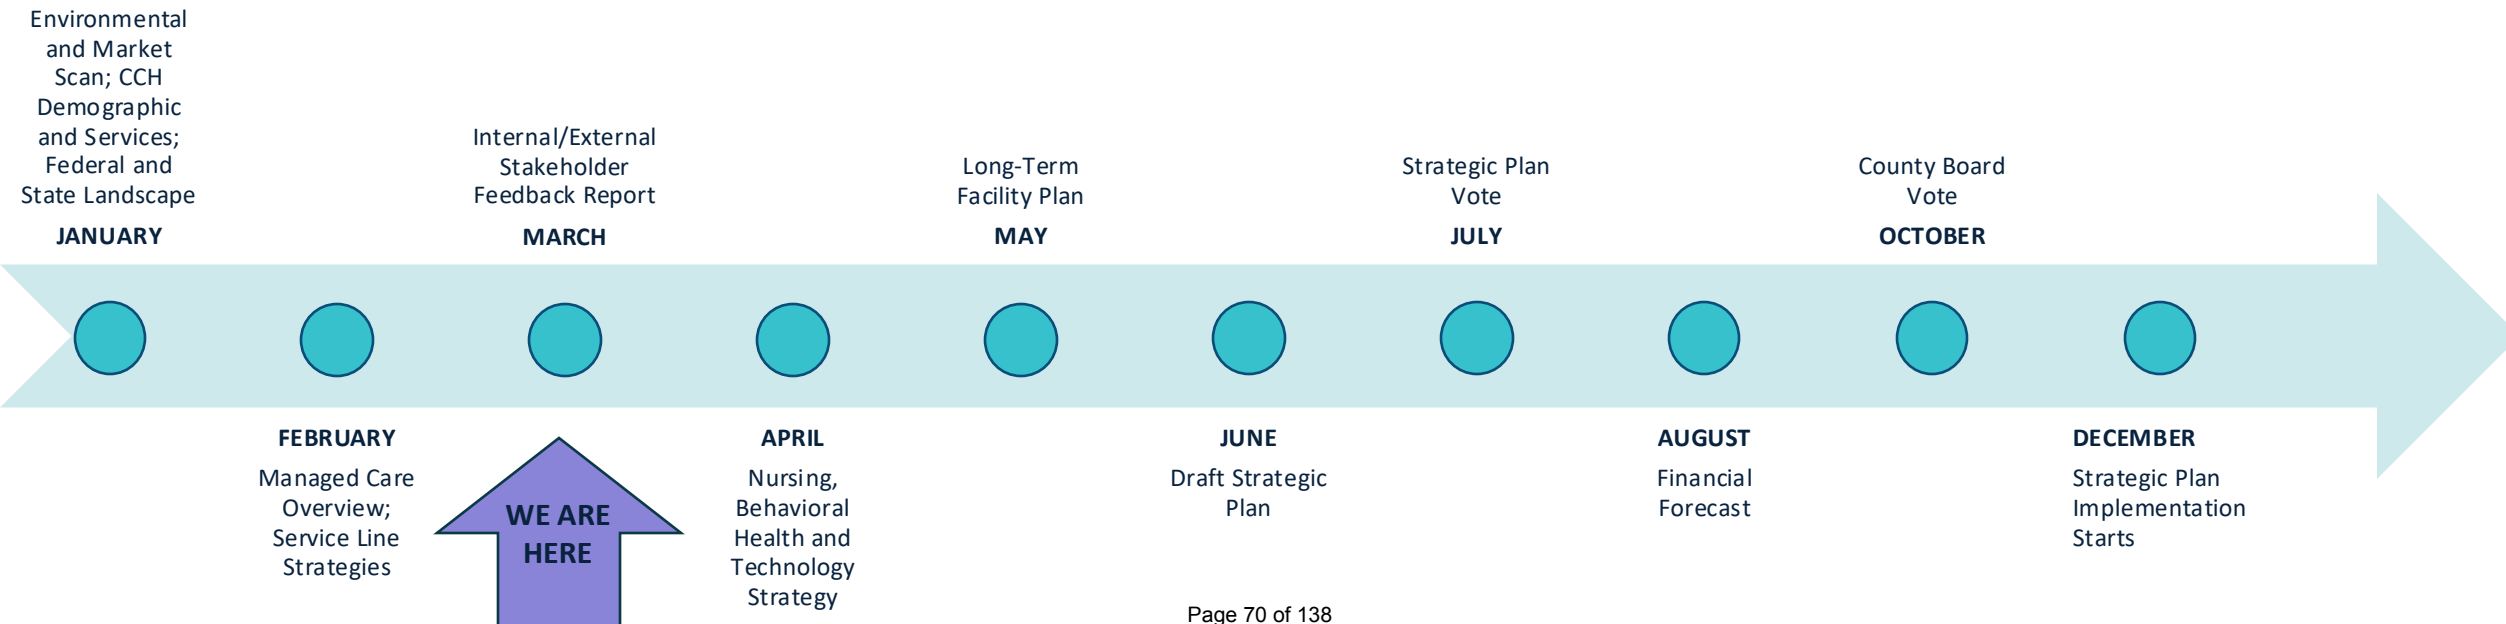 Environmental
and Market
Scan; CCH
Demographic
and Services;
Federal and
State Landscape
JANUARY
Internal/External
Stakeholder
Feedback Report
MARCH
Long-Term
Facility Plan
MAY
Strategic Plan
Vote
JULY
County Board
Vote
OCTOBER
FEBRUARY
Managed Care
Overview;
Service Line
Strategies
WE ARE
HERE
APRIL
Nursing,
Behavioral
Health and
Technology
Strategy
JUNE
Draft Strategic
Plan
AUGUST
Financial
Forecast
DECEMBER
Strategic Plan
Implementation
Starts
Page 70 of 138